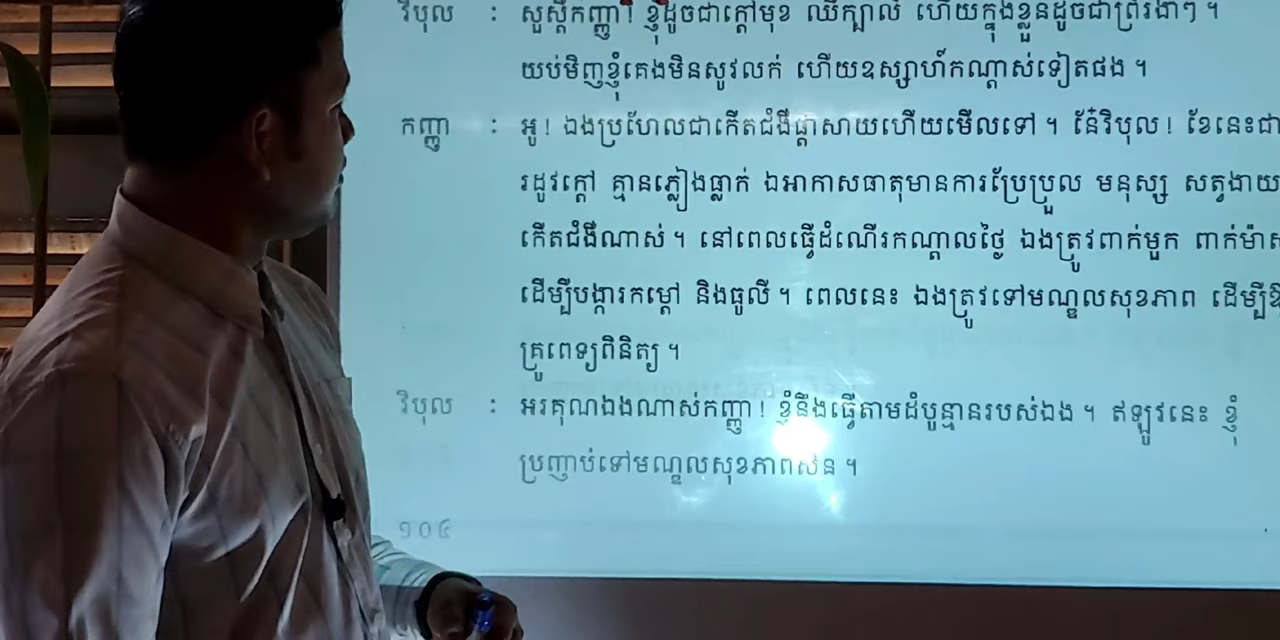 វិបុល : សួស្តីកញ្ញា! ខ្ញុំដូចជាក្តៅមុខ ឈឺក្បាល ហើយក្នុងខ្លួនដូចជាព្រឺរងាៗ ។
យប់មិញខ្ញុំគេងមិនសូវលក់ ហើយឧស្សាហ៍កណ្តាស់ទៀតផង ។
កញ្ញា : អូ! ឯងប្រហែលជាកើតជំងឺផ្តាសាយហើយមើលទៅ ។ នែ៎វិបុល! ខែនេះជា
រដូវក្តៅ គ្មានភ្លៀងធ្លាក់ ឯអាកាសធាតុមានការប្រែប្រួល មនុស្ស សត្វងាយ
កើតជំងឺណាស់ ។ នៅពេលធ្វើដំណើរកណ្តាលថ្ងៃ ឯងត្រូវពាក់មួក ពាក់ម៉ាស
ដើម្បីបង្ការកម្តៅ និងធូលី ។ ពេលនេះ ឯងត្រូវទៅមណ្ឌលសុខភាព ដើម្បីឱ
គ្រូពេទ្យពិនិត្យ ។
វិបុល : អរគុណឯងណាស់កញ្ញា! ខ្ញុំនឹងធ្វើតាមដំបូន្មានរបស់ឯង ។ ឥឡូវនេះ ខ្ញុំ
ប្រញាប់ទៅមណ្ឌលសុខភាពសិន ។
១០៤